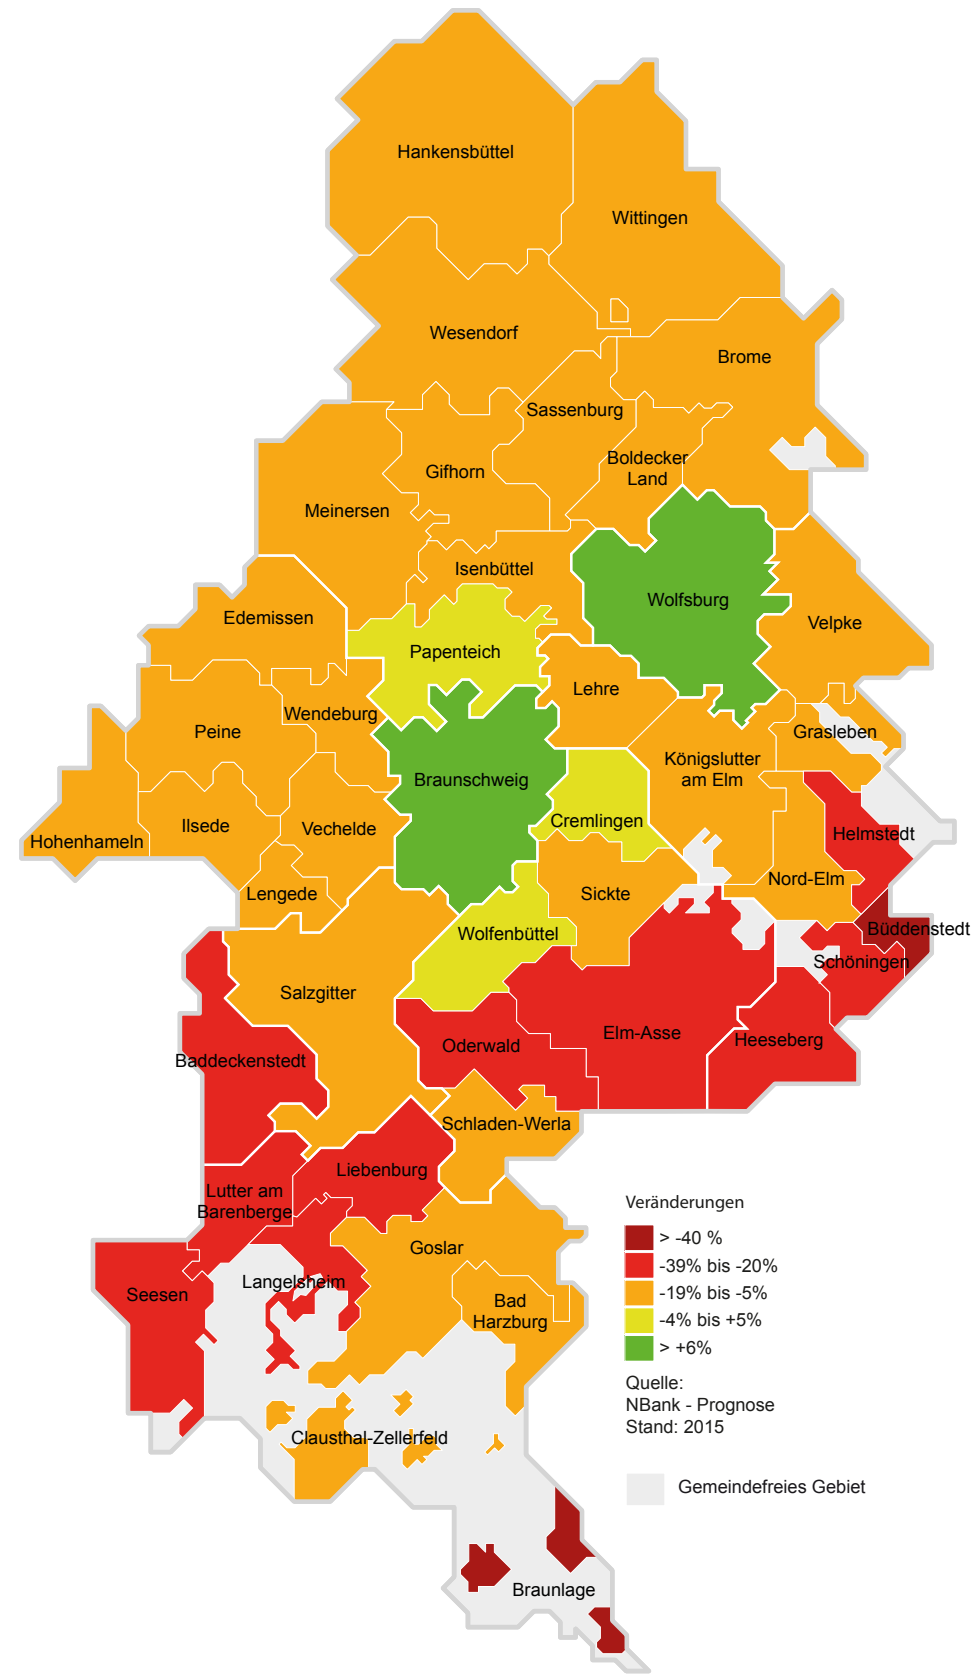 Hankensbüttel
Wittingen
Wesendorf
Brome
Sassenburg
Boldecker
Land
Gifhorn
Meinersen
Isenbüttel
Wolfsburg
Edemissen
Velpke
Papenteich
Lehre
Wendeburg
Peine
Grasleben
Königslutter
am Elm
Braunschweig
Cremlingen
Helmstedt
Ilsede
Vechelde
Hohenhameln
Nord-Elm
Lengede
Sickte
Büddenstedt
Wolfenbüttel
Schöningen
Salzgitter
Elm-Asse
Heeseberg
Oderwald
Baddeckenstedt
Schladen-Werla
Liebenburg
Lutter am
Barenberge
Goslar
Langelsheim
Seesen
Bad
Harzburg
Clausthal-Zellerfeld
Braunlage
Veränderungen
> -40 %
-39% bis -20%
-19% bis -5%
-4% bis +5%
> +6%
Quelle:
NBank - Prognose
Stand: 2015
Gemeindefreies Gebiet